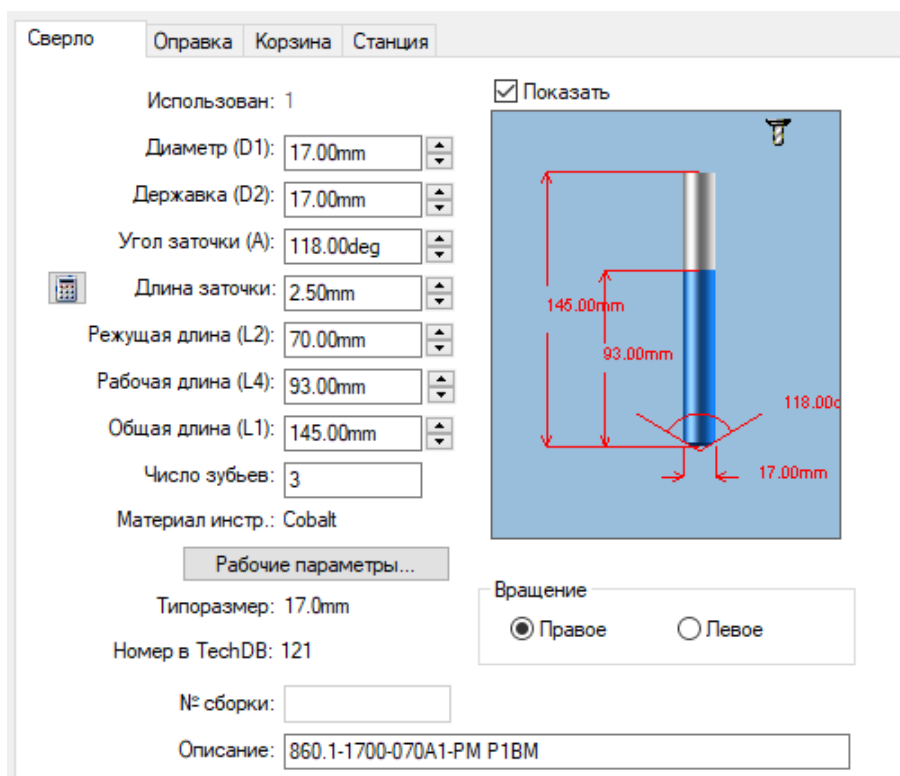 Сверло Оправка Корзина Станция
Использован: 1
Показать
Диаметр (D1): 17.00mm
Державка (D2): 17.00mm
Угол заточки (A): 118.00deg
Длина заточки: 2.50mm
Режущая длина (L2): 70.00mm
Рабочая длина (L4): 93.00mm
Общая длина (L1): 145.00mm
Число зубьев: 3
Материал инстр.: Cobalt
Рабочие параметры...
Типоразмер: 17.0mm
Номер в TechDB: 121
№ сборки:
Описание: 860.1-1700-070A1-PM P1BM
145.00mm
93.00mm
118.00d
17.00mm
Вращение
Правое Левое